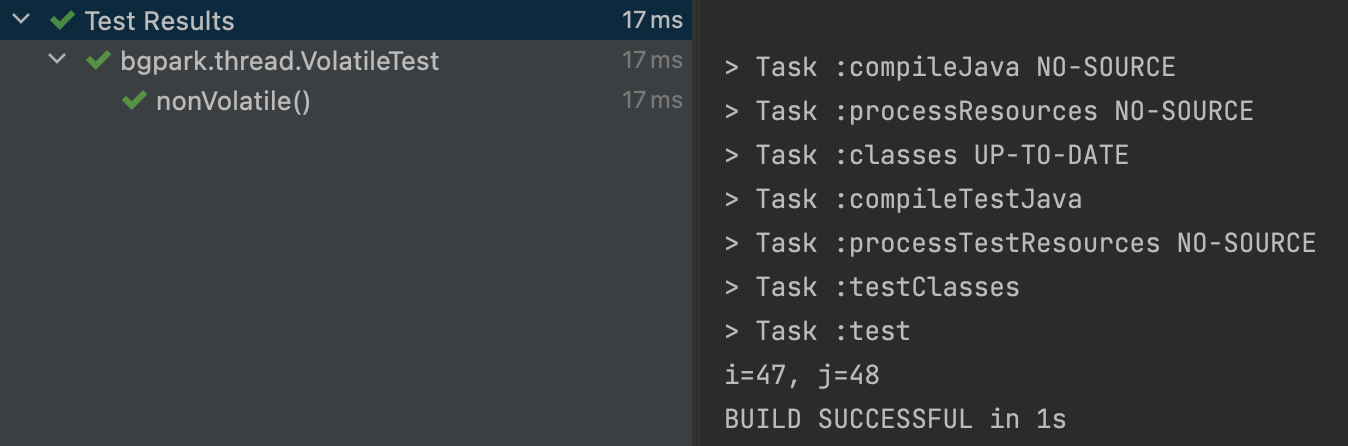 Test Results 17 ms
bgpark.thread.VolatileTest 17 ms
nonVolatile() 17 ms
> Task :compileJava NO-SOURCE
> Task :processResources NO-SOURCE
> Task :classes UP-TO-DATE
> Task :compileTestJava
> Task :processTestResources NO-SOURCE
> Task :testClasses
> Task :test
i=47, j=48
BUILD SUCCESSFUL in 1s